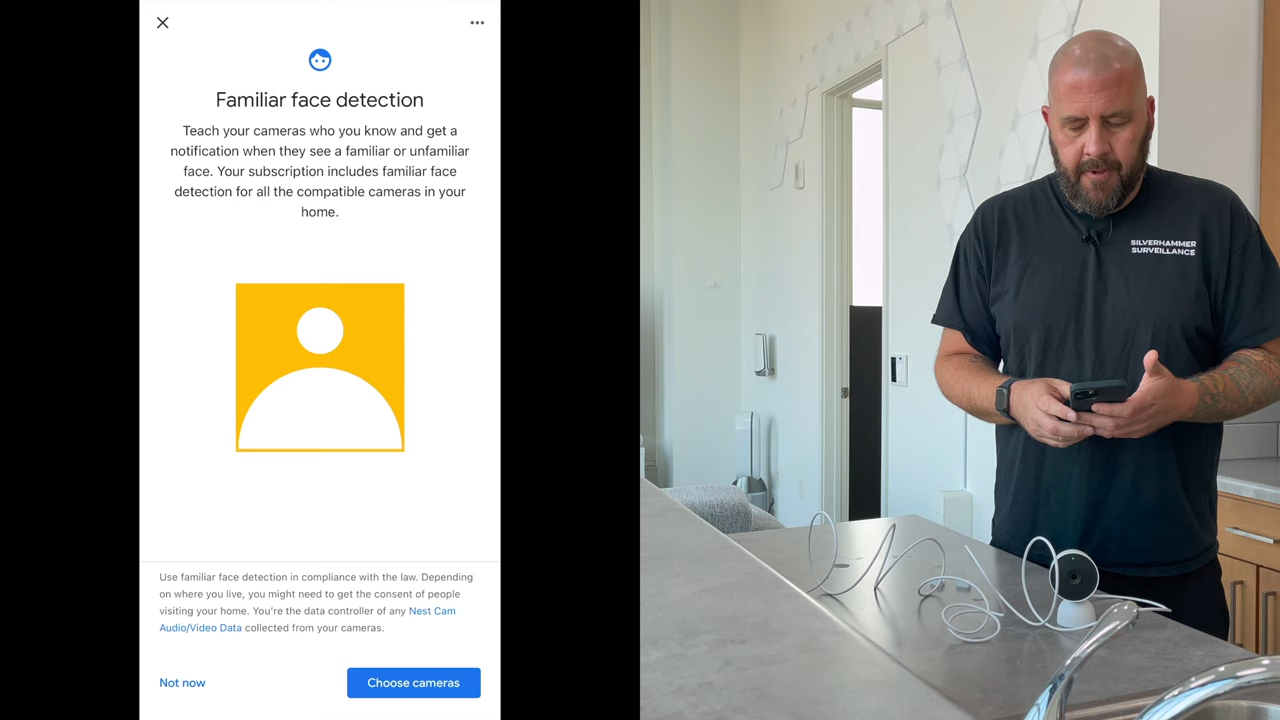 Familiar face detection
Teach your cameras who you know and get a
notification when they see a familiar or unfamiliar
face. Your subscription includes familiar face
detection for all the compatible cameras in your
home.
Use familiar face detection in compliance with the law. Depending
on where you live, you might need to get the consent of people
visiting your home. You're the data controller of any Nest Cam
Audio/Video Data collected from your cameras.
Not now
Choose cameras
SILVERHAMMER
SURVEILLANCE